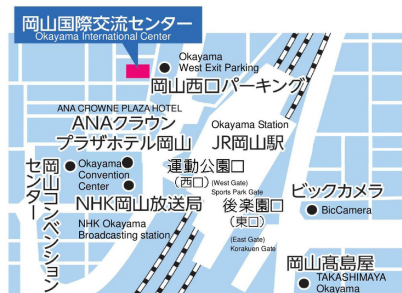 岡山国際交流センター
Okayama International Center
Okayama
West Exit Parking
岡山西口パーキング
ANA CROWNE PLAZA HOTEL
ANAクラウン
プラザホテル岡山
Okayama Station
JR岡山駅
岡山コンベンション
センター
Okayama
Convention
Center
運動公園口
(西口)
(West Gate)
Sports Park Gate
NHK岡山放送局
NHK Okayama
Broadcasting station
後楽園口
(東口)
(East Gate)
Korakuen Gate
ビックカメラ
BicCamera
岡山髙島屋
TAKASHIMAYA
Okayama